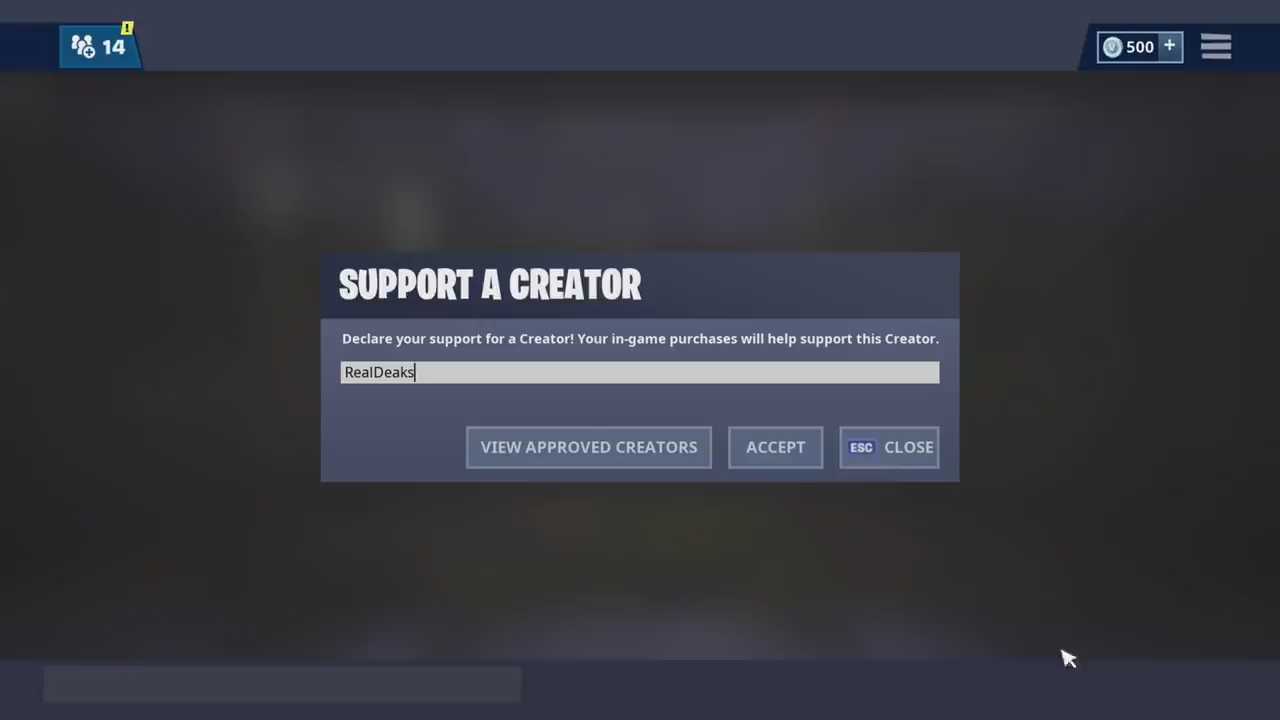 !
14
500 +
SUPPORT A CREATOR
Declare your support for a Creator! Your in-game purchases will help support this Creator.
RealDeaks
VIEW APPROVED CREATORS
ACCEPT
ESC CLOSE